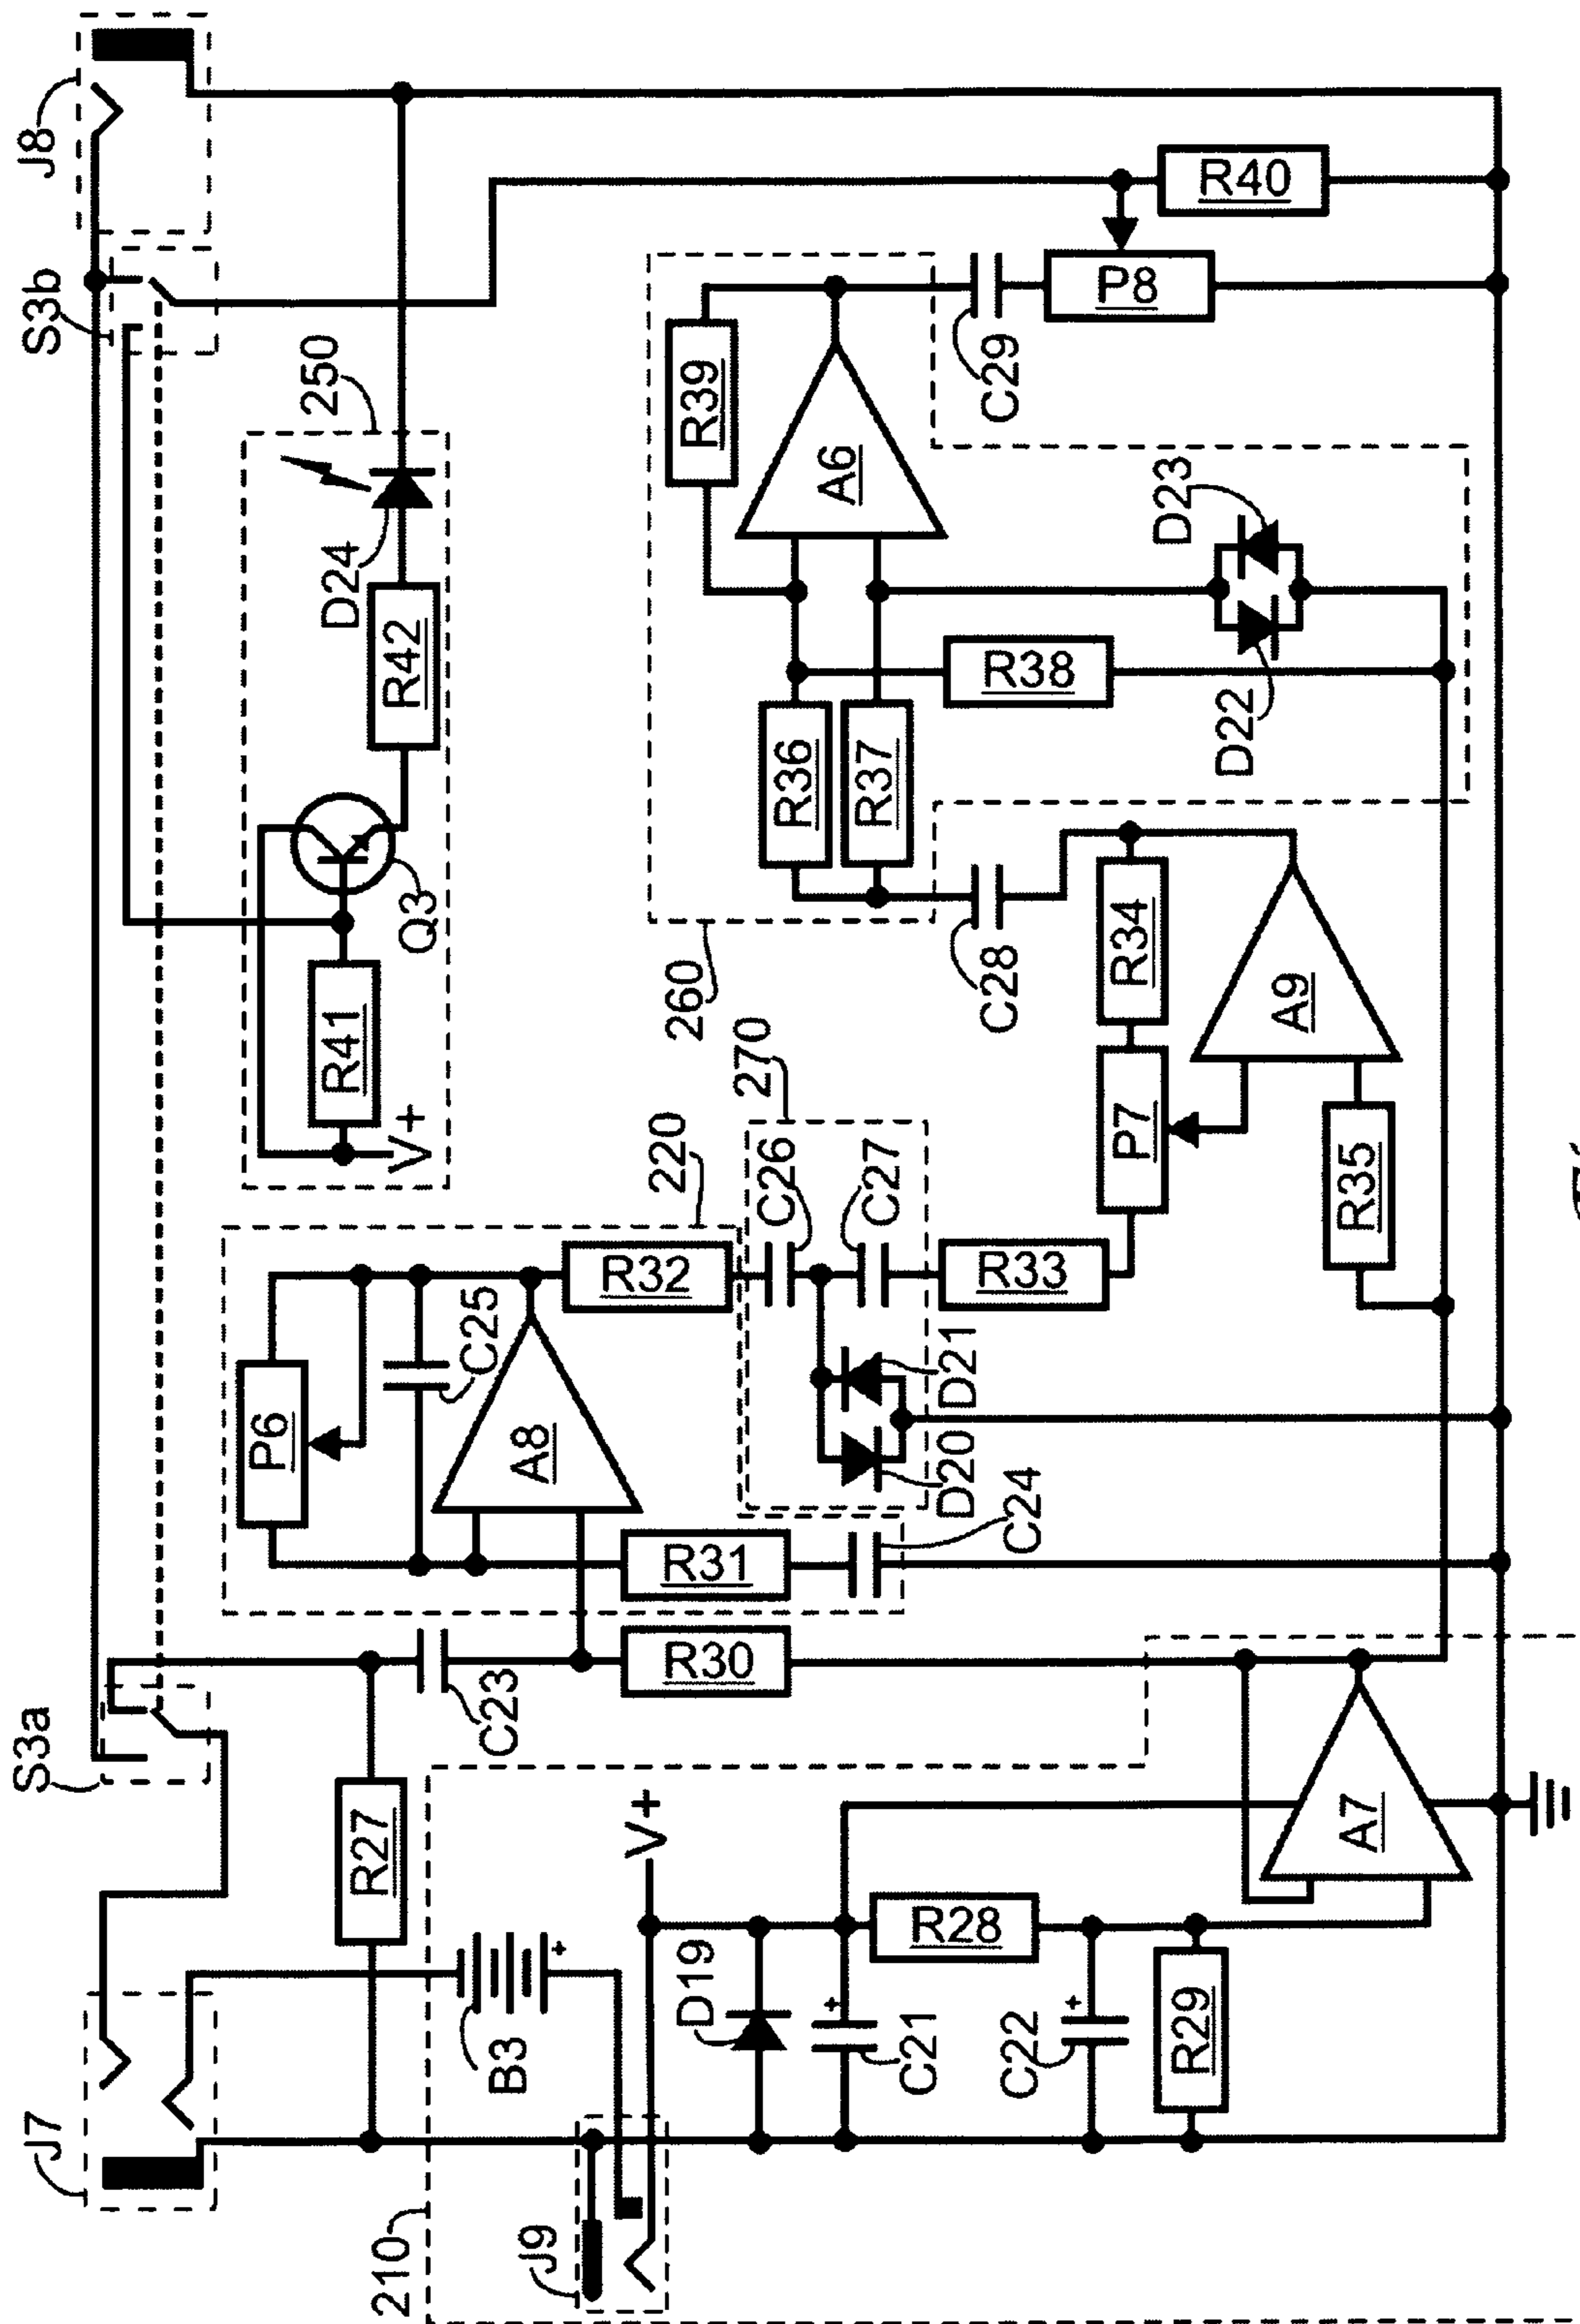 J7
J9
210
S3a
R27
B3
+
V+
D19
+
C21
R28
+
C22
R29
A7
C23
R30
P6
C25
A8
R31
C24
R32
220
C26
270
C27
D21
D20
R33
P7
R34
A9
R35
C28
V+
R41
Q3
R42
D24
250
260
R36
R37
R38
R39
A6
D22
D23
C29
P8
R40
S3b
J8